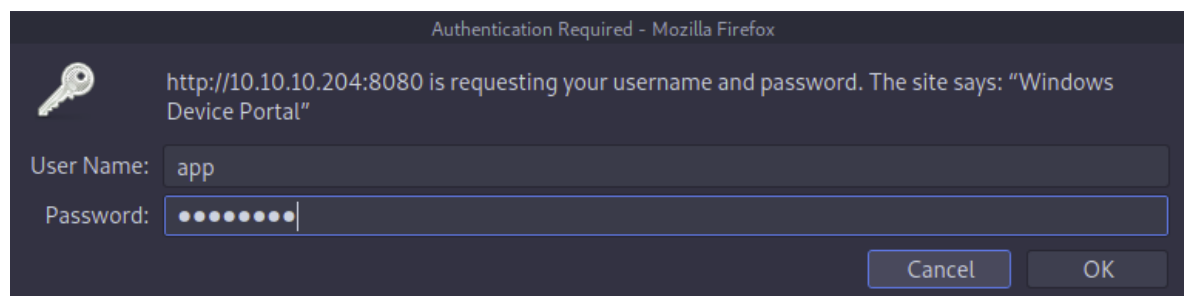 Authentication Required - Mozilla Firefox
http://10.10.10.204:8080 is requesting your username and password. The site says: “Windows
Device Portal”
User Name: app
Password: ●●●●●●●●
Cancel OK